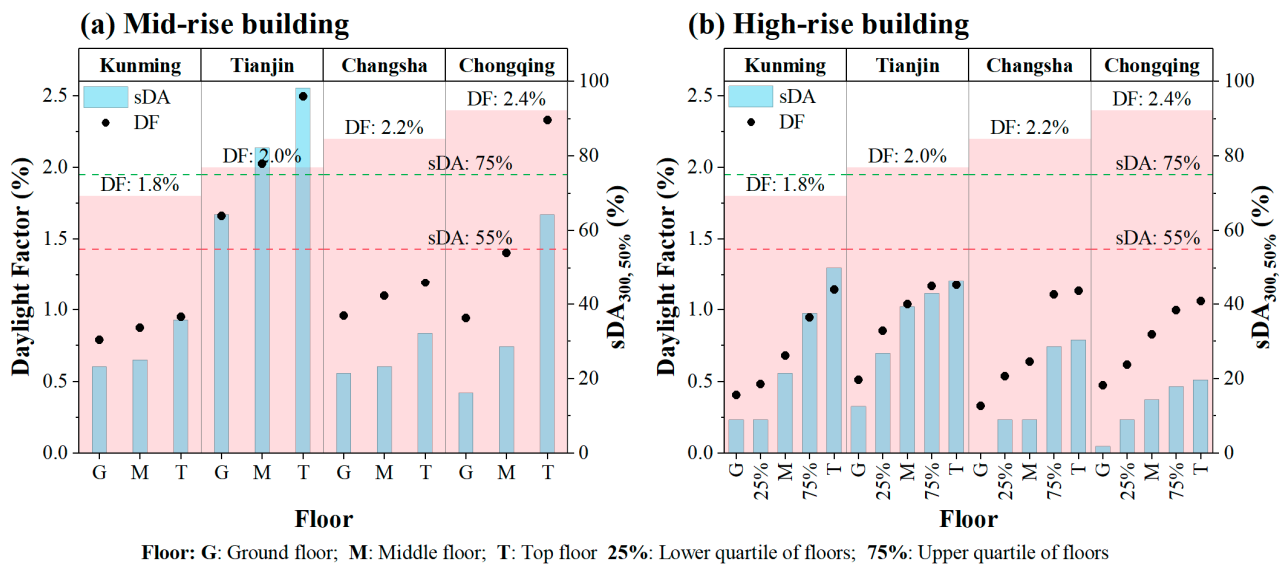 (a) Mid-rise building
Kunming Tianjin Changsha Chongqing
sDA
DF
DF: 1.8%
DF: 2.0%
DF: 2.2%
DF: 2.4%
sDA: 75%
sDA: 55%
Daylight Factor (%)
2.5
2.0
1.5
1.0
0.5
0.0
100
80
60
40
20
0
sDA300, 50% (%)
G M T G M T G M T G M T
Floor
(b) High-rise building
Kunming Tianjin Changsha Chongqing
sDA
DF
DF: 1.8%
DF: 2.0%
DF: 2.2%
DF: 2.4%
sDA: 75%
sDA: 55%
Daylight Factor (%)
2.5
2.0
1.5
1.0
0.5
0.0
100
80
60
40
20
0
sDA300, 50% (%)
G 25% M 75% T G 25% M 75% T G 25% M 75% T G 25% M 75% T
Floor
Floor: G: Ground floor; M: Middle floor; T: Top floor 25%: Lower quartile of floors; 75%: Upper quartile of floors